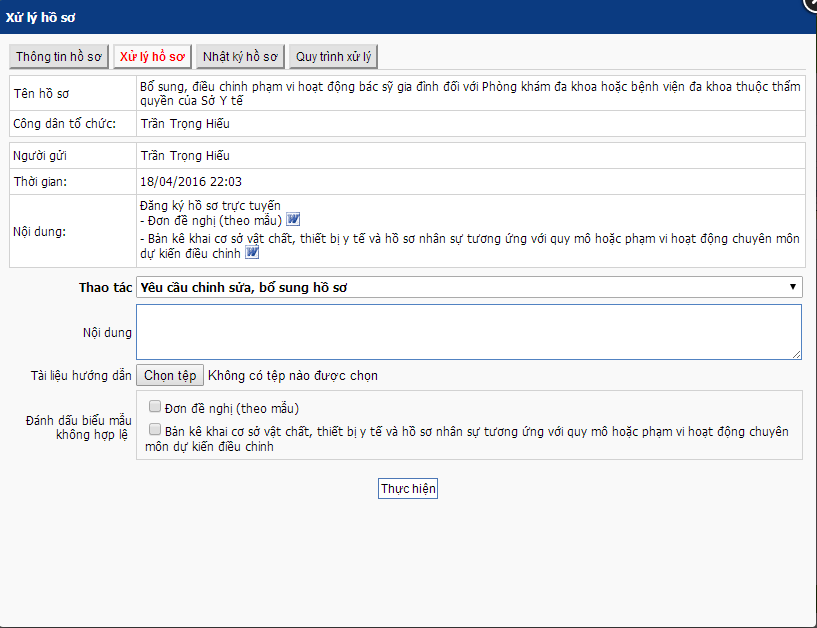 Xử lý hồ sơ
Thông tin hồ sơ
Xử lý hồ sơ
Nhật ký hồ sơ
Quy trình xử lý
Tên hồ sơ
Bổ sung, điều chỉnh phạm vi hoạt động bác sỹ gia đình đối với Phòng khám đa khoa hoặc bệnh viện đa khoa thuộc thẩm
quyền của Sở Y tế
Công dân tổ chức:
Trần Trọng Hiếu
Người gửi
Trần Trọng Hiếu
Thời gian:
18/04/2016 22:03
Nội dung:
Đăng ký hồ sơ trực tuyến
- Đơn đề nghị (theo mẫu)
- Bản kê khai cơ sở vật chất, thiết bị y tế và hồ sơ nhân sự tương ứng với quy mô hoặc phạm vi hoạt động chuyên môn
dự kiến điều chỉnh
Thao tác
Yêu cầu chỉnh sửa, bổ sung hồ sơ
Nội dung
Tài liệu hướng dẫn
Chọn tệp
Không có tệp nào được chọn
Đánh dấu biểu mẫu
không hợp lệ
Đơn đề nghị (theo mẫu)
Bản kê khai cơ sở vật chất, thiết bị y tế và hồ sơ nhân sự tương ứng với quy mô hoặc phạm vi hoạt động chuyên
môn dự kiến điều chỉnh
Thực hiện